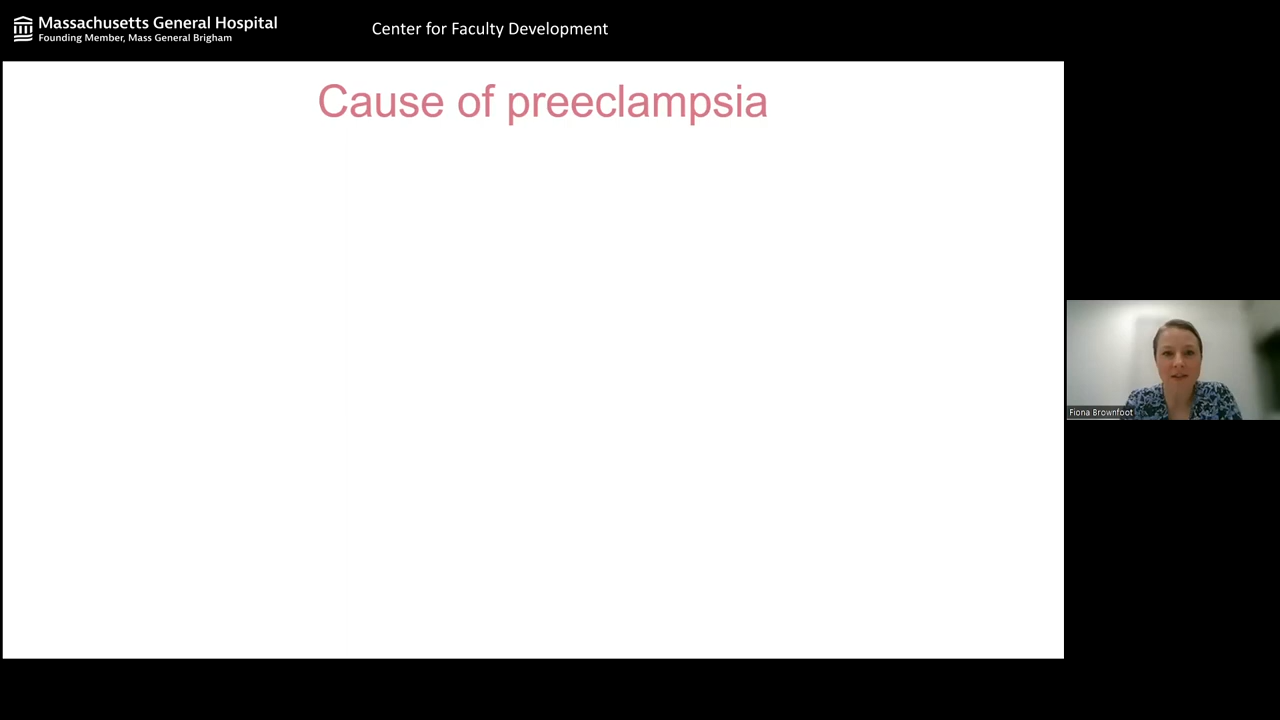 Massachusetts General Hospital
Founding Member, Mass General Brigham
Center for Faculty Development
Cause of preeclampsia
Fiona Brownfoot